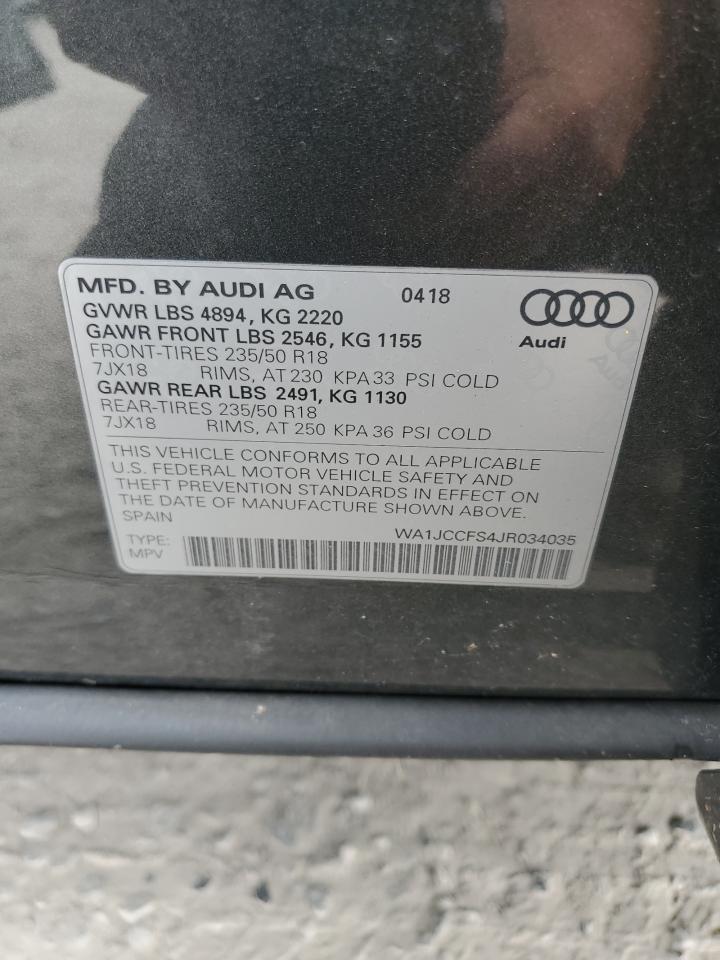 MFD. BY AUDI AG 0418
GVWR LBS 4894, KG 2220
GAWR FRONT LBS 2546, KG 1155
Audi
FRONT-TIRES 235/50 R18
7JX18 RIMS, AT 230 KPA 33 PSI COLD
GAWR REAR LBS 2491, KG 1130
REAR-TIRES 235/50 R18
7JX18 RIMS, AT 250 KPA 36 PSI COLD
THIS VEHICLE CONFORMS TO ALL APPLICABLE
U.S. FEDERAL MOTOR VEHICLE SAFETY AND
THEFT PREVENTION STANDARDS IN EFFECT ON
THE DATE OF MANUFACTURE SHOWN ABOVE.
SPAIN
WA1JCCFS4JR034035
TYPE:
MPV